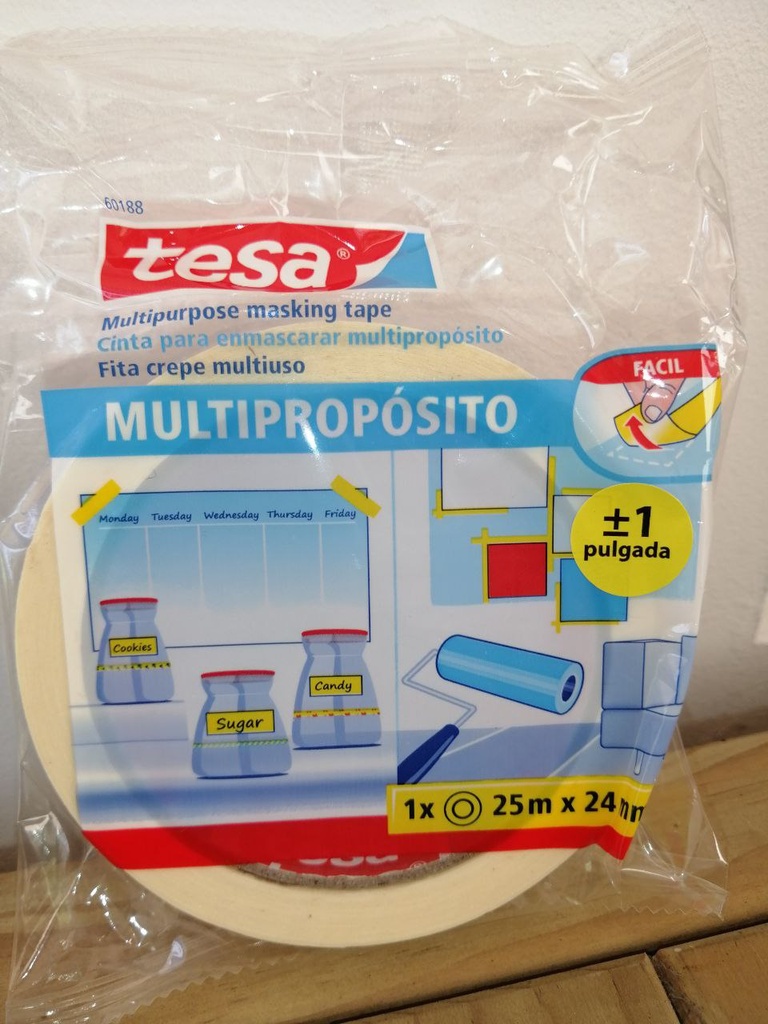 60188
tesa®
Multipurpose masking tape
Cinta para enmascarar multipropósito
Fita crepe multiuso
FACIL
MULTIPROPÓSITO
±1
pulgada
Monday Tuesday Wednesday Thursday Friday
Cookies
Candy
Sugar
1x 25m x 24mm
tesa